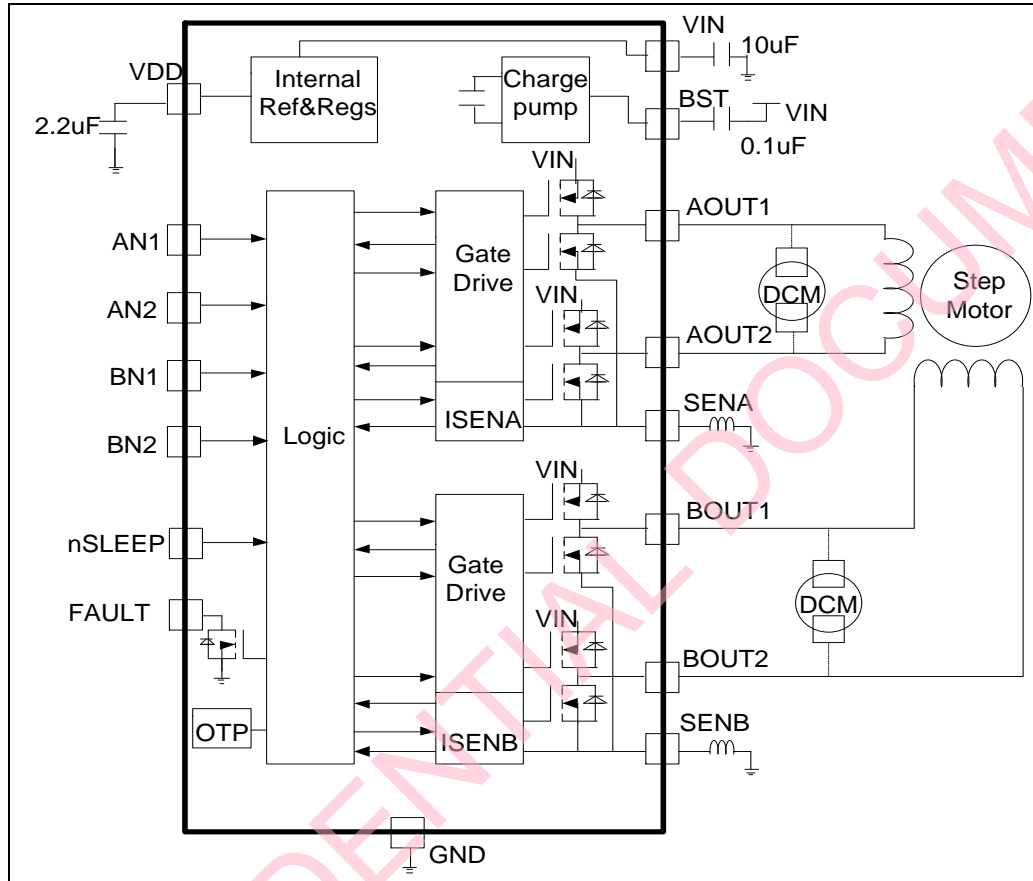 VIN
10uF
VDD
Internal
Ref&Regs
Charge
pump
BST
VIN
0.1uF
2.2uF
VIN
AOUT1
AN1
Gate
Drive
DCM
Step
Motor
AN2
VIN
AOUT2
BN1
SENA
ISENA
BN2
Logic
VIN
BOUT1
nSLEEP
Gate
Drive
DCM
FAULT
VIN
BOUT2
OTP
ISENB
SENB
GND
DENTIAL DOCUM